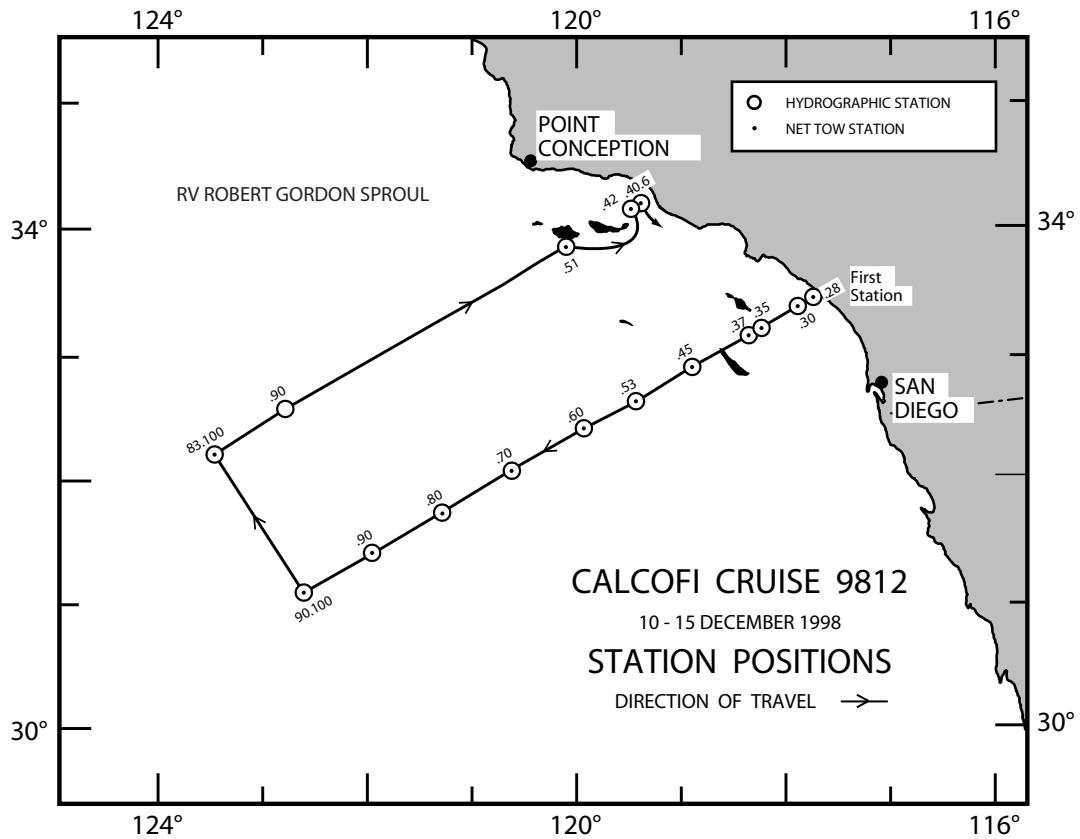 124°
120°
116°
HYDROGRAPHIC STATION
NET TOW STATION
POINT
CONCEPTION
RV ROBERT GORDON SPROUL
.42
.40.6
34°
34°
.51
First
Station
.28
.30
.35
.37
.45
.53
.60
.70
.80
.90
90.100
83.100
.90
SAN
DIEGO
CALCOFI CRUISE 9812
10 - 15 DECEMBER 1998
STATION POSITIONS
DIRECTION OF TRAVEL
30°
30°
124°
120°
116°